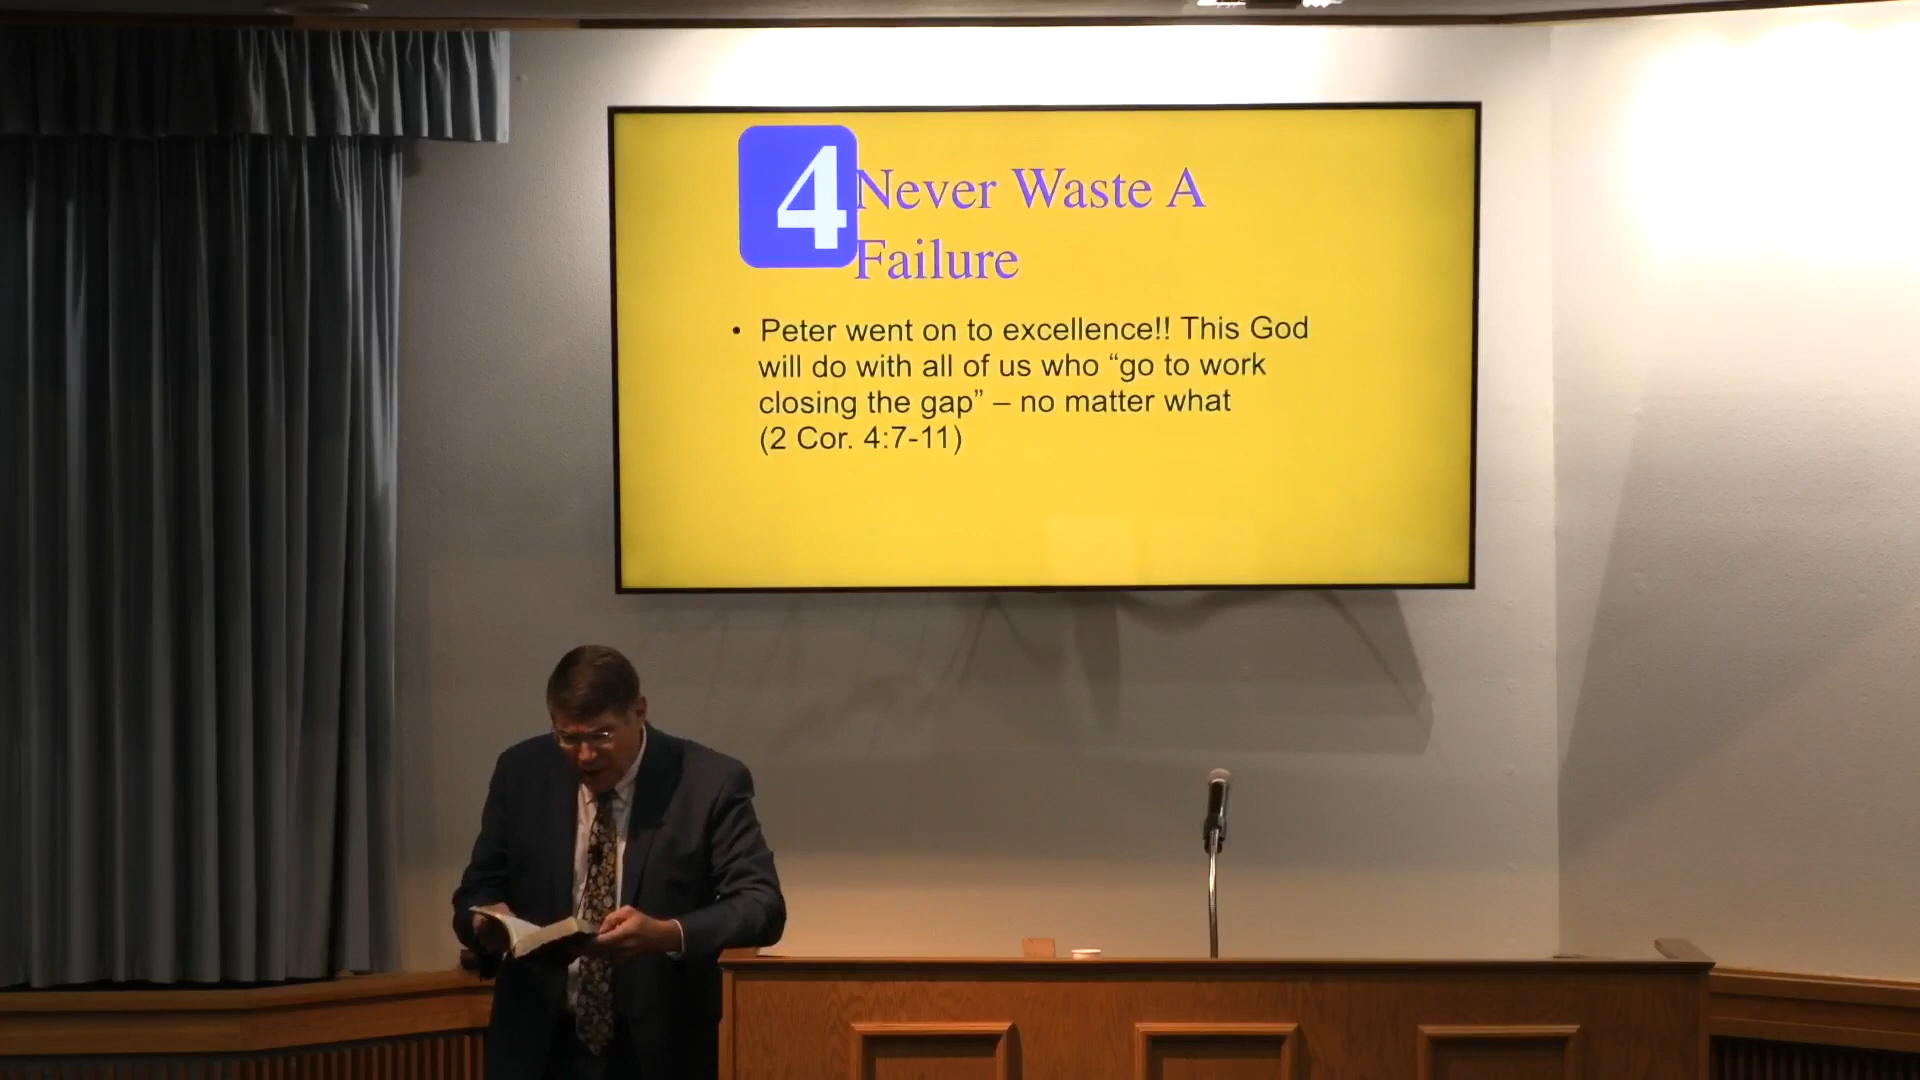 4 Never Waste A
Failure
• Peter went on to excellence!! This God
will do with all of us who “go to work
closing the gap” – no matter what
(2 Cor. 4:7-11)